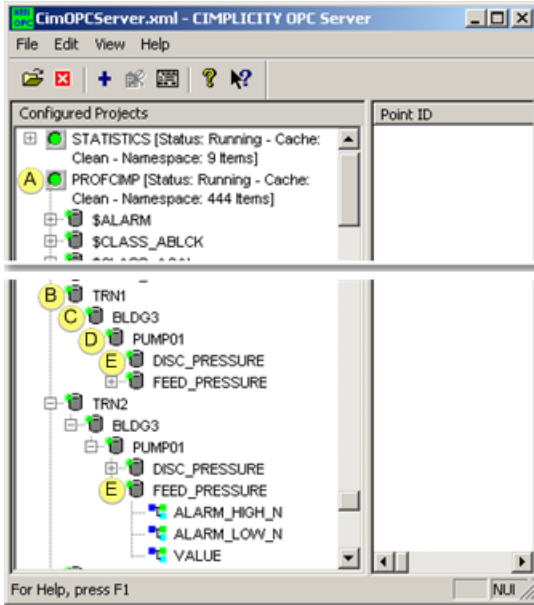 CimOPCServer.xml - CIMPLICITY OPC Server
File Edit View Help
Configured Projects
Point ID
STATISTICS [Status: Running - Cache:
Clean - Namespace: 9 Items]
A PROFCIMP [Status: Running - Cache:
Clean - Namespace: 444 Items]
$ALARM
$CLASS_ABLCK
B TRN1
C BLDG3
D PUMP01
E DISC_PRESSURE
FEED_PRESSURE
TRN2
BLDG3
PUMP01
DISC_PRESSURE
E FEED_PRESSURE
ALARM_HIGH_N
ALARM_LOW_N
VALUE
For Help, press F1
NUI